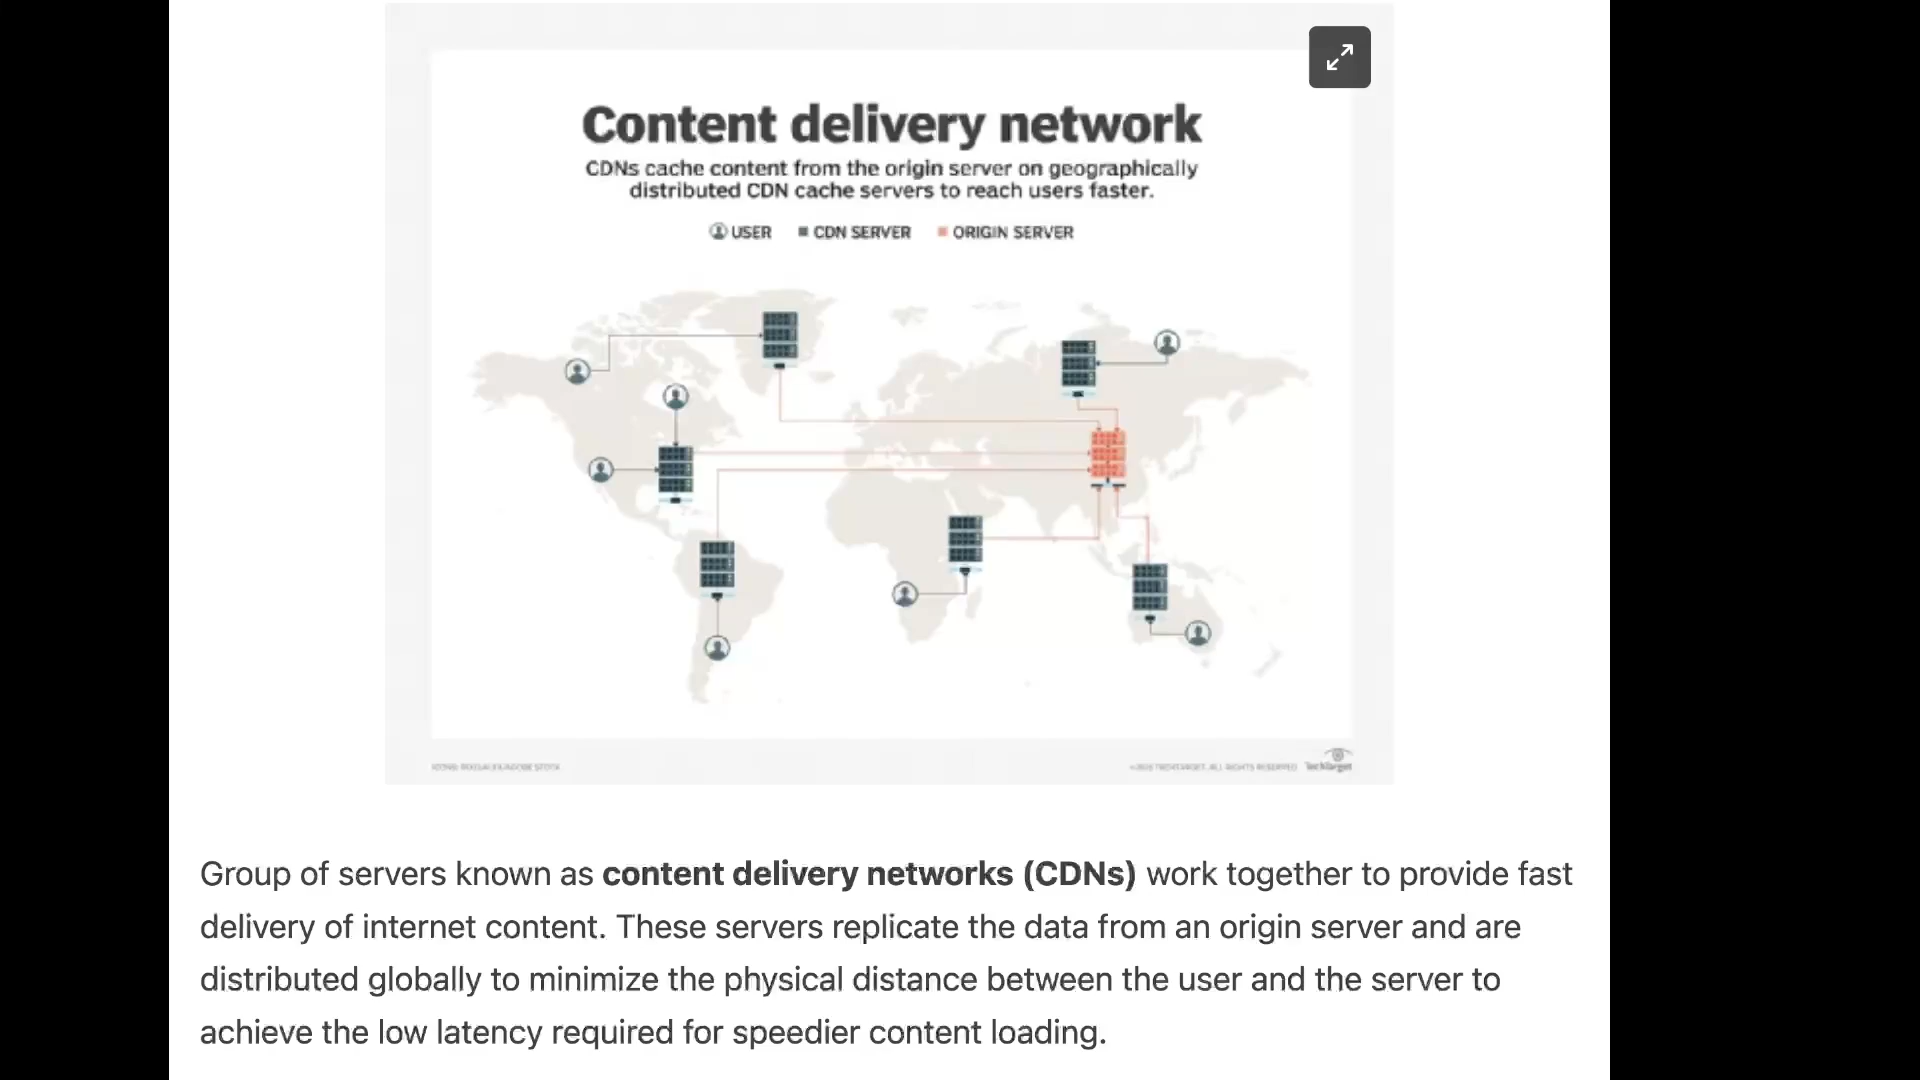 Content delivery network
CDNs cache content from the origin server on geographically
distributed CDN cache servers to reach users faster.
USER CDN SERVER ORIGIN SERVER
TechTarget
Group of servers known as content delivery networks (CDNs) work together to provide fast
delivery of internet content. These servers replicate the data from an origin server and are
distributed globally to minimize the physical distance between the user and the server to
achieve the low latency required for speedier content loading.